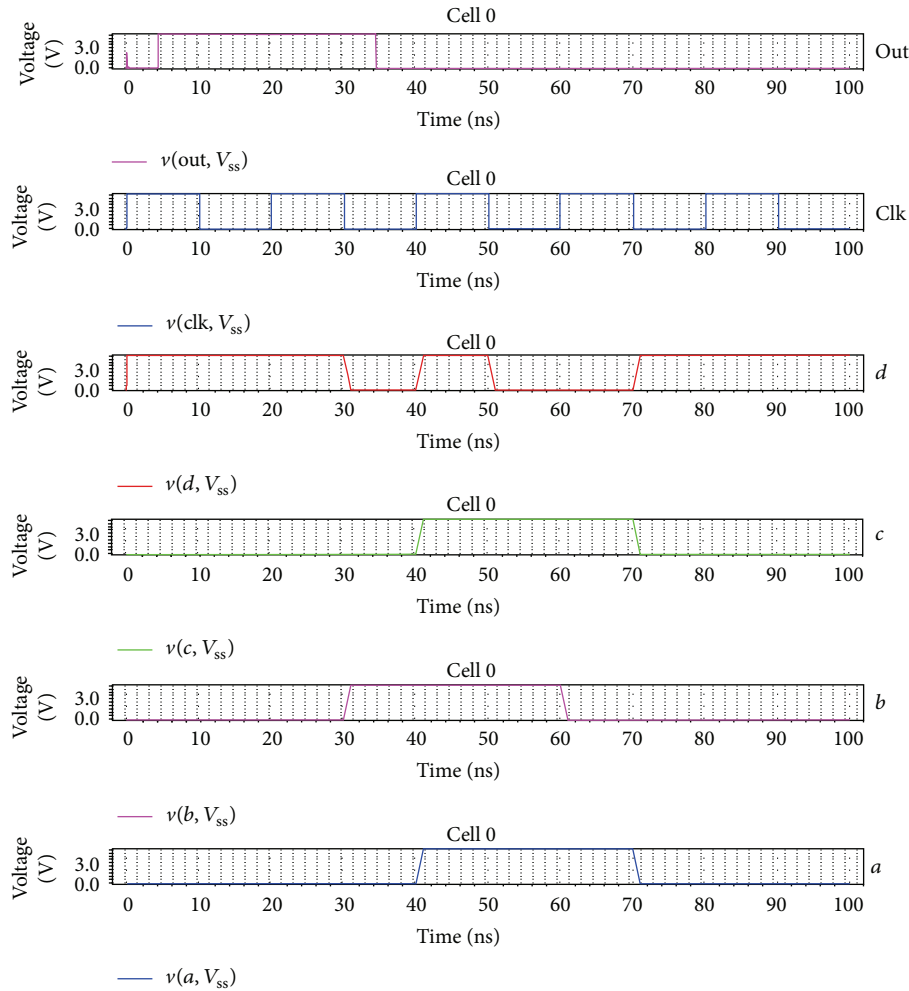 Cell 0
Voltage (V)
3.0
0.0
Out
0 10 20 30 40 50 60 70 80 90 100
Time (ns)
v(out, Vss)
Cell 0
Voltage (V)
3.0
0.0
Clk
0 10 20 30 40 50 60 70 80 90 100
Time (ns)
v(clk, Vss)
Cell 0
Voltage (V)
3.0
0.0
d
0 10 20 30 40 50 60 70 80 90 100
Time (ns)
v(d, Vss)
Cell 0
Voltage (V)
3.0
0.0
c
0 10 20 30 40 50 60 70 80 90 100
Time (ns)
v(c, Vss)
Cell 0
Voltage (V)
3.0
0.0
b
0 10 20 30 40 50 60 70 80 90 100
Time (ns)
v(b, Vss)
Cell 0
Voltage (V)
3.0
0.0
a
0 10 20 30 40 50 60 70 80 90 100
Time (ns)
v(a, Vss)